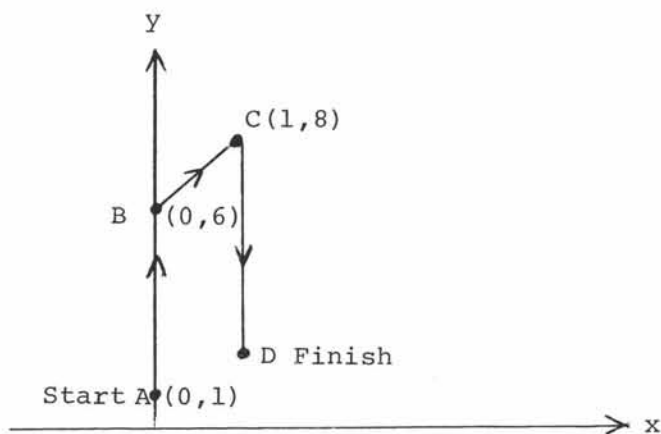 y
C(1,8)
B (0,6)
D Finish
Start A (0,1)
x